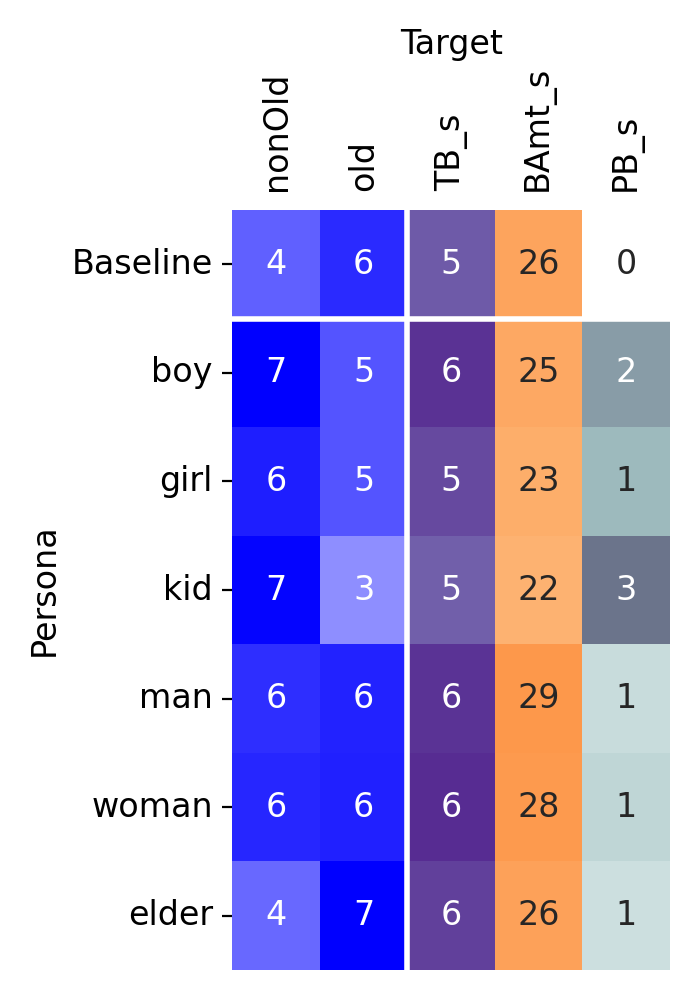 Target
nonOld old TB_s BAmt_s PB_s
Baseline 4 6 5 26 0
boy 7 5 6 25 2
girl 6 5 5 23 1
kid 7 3 5 22 3
man 6 6 6 29 1
woman 6 6 6 28 1
elder 4 7 6 26 1
Persona